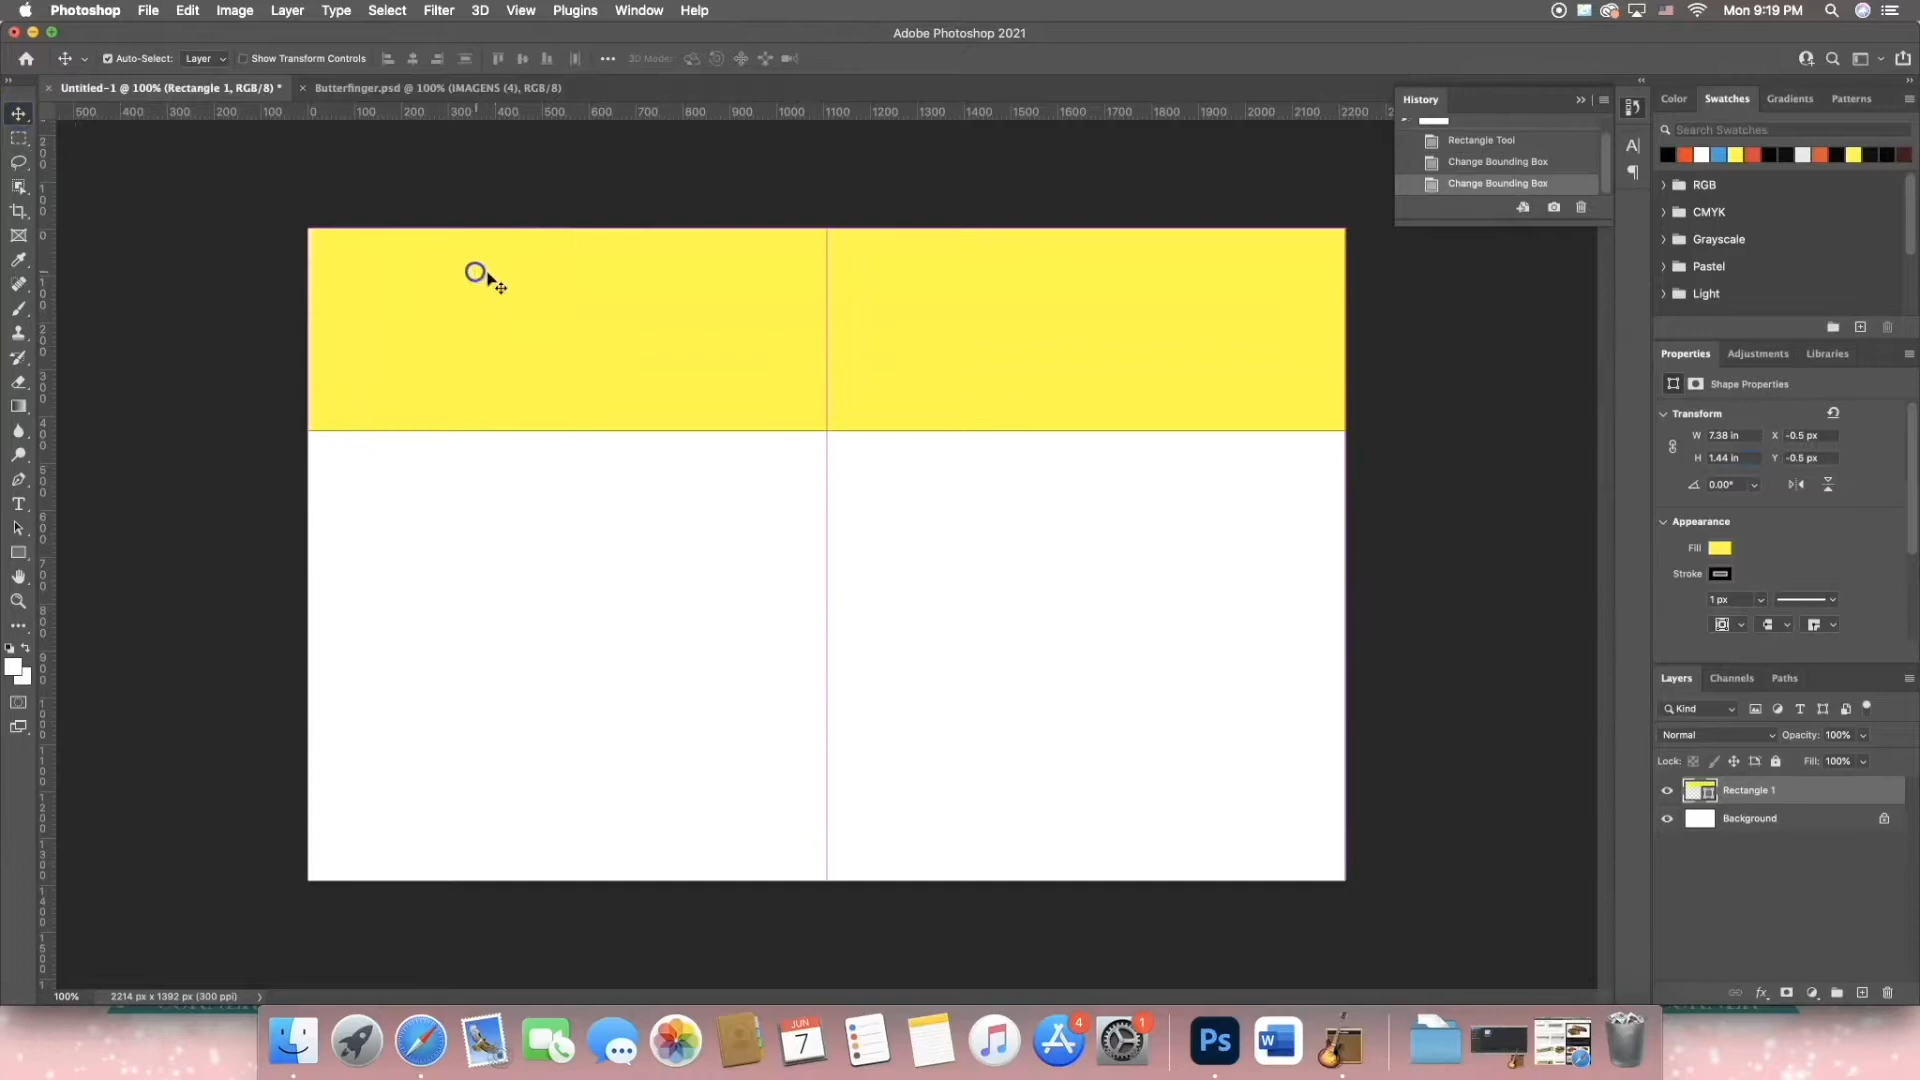 Photoshop File Edit Image Layer Type Select Filter 3D View Plugins Window Help Mon 9:19 PM
Adobe Photoshop 2021
Auto-Select: Layer Show Transform Controls 3D Mode:
Untitled-1 @ 100% (Rectangle 1, RGB/8) * Butterfinger.psd @ 100% (IMAGENS (4), RGB/8)
500 400 300 200 100 0 100 200 300 400 500 600 700 800 900 1000 1100 1200 1300 1400 1500 1600 1700 1800 1900 2000 2100 2200
History
Rectangle Tool
Change Bounding Box
Change Bounding Box
Color Swatches Gradients Patterns
Search Swatches
RGB
CMYK
Grayscale
Pastel
Light
Properties Adjustments Libraries
Shape Properties
Transform
W 7.38 in X -0.5 px
H 1.44 in Y -0.5 px
0.00°
Appearance
Fill
Stroke
1 px
Layers Channels Paths
Kind
Normal Opacity: 100%
Lock: Fill: 100%
Rectangle 1
Background
fx
100% 2214 px x 1392 px (300 ppi)
JUN
7
4
1
Ps
W